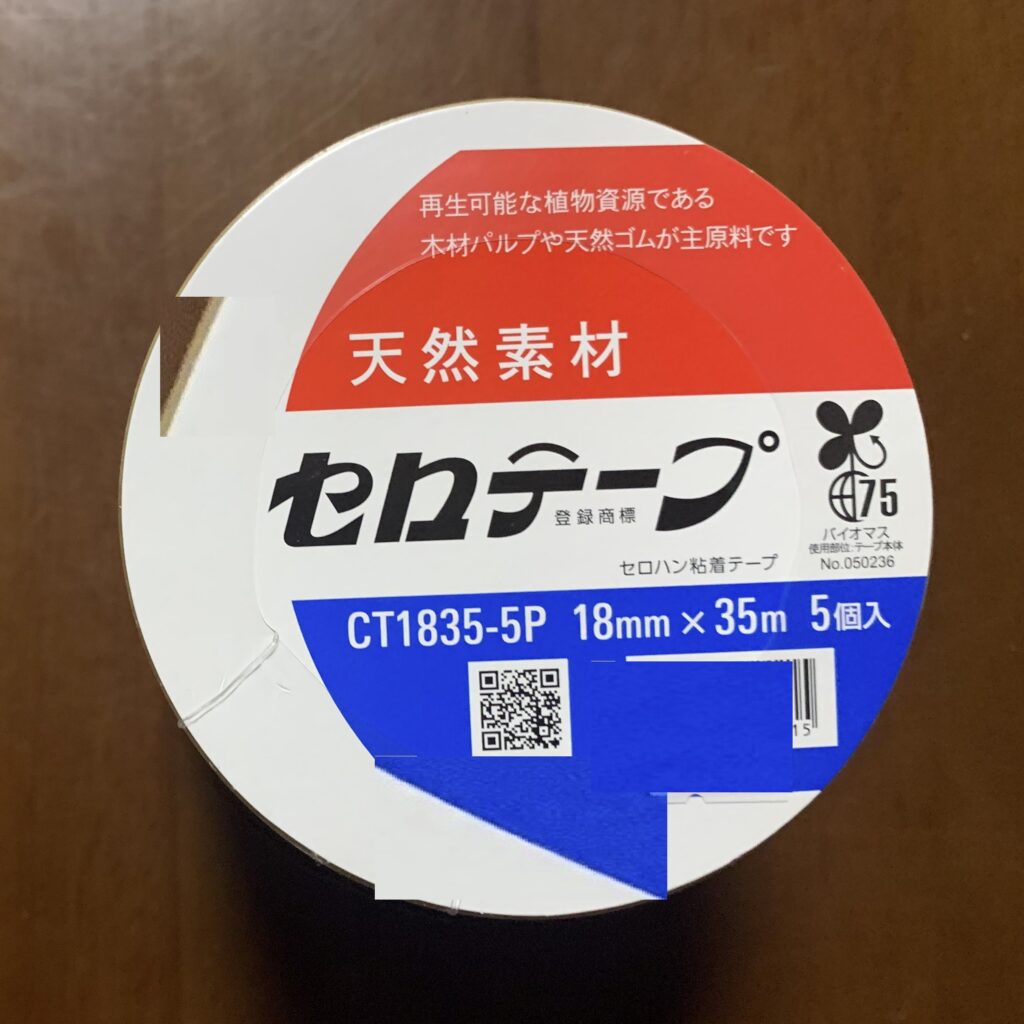 再生可能な植物資源である
木材パルプや天然ゴムが主原料です
天然素材
セロテープ
登録商標
セロハン粘着テープ
75
バイオマス
使用部位:テープ本体
No.050236
CT1835-5P 18mm×35m 5個入
15